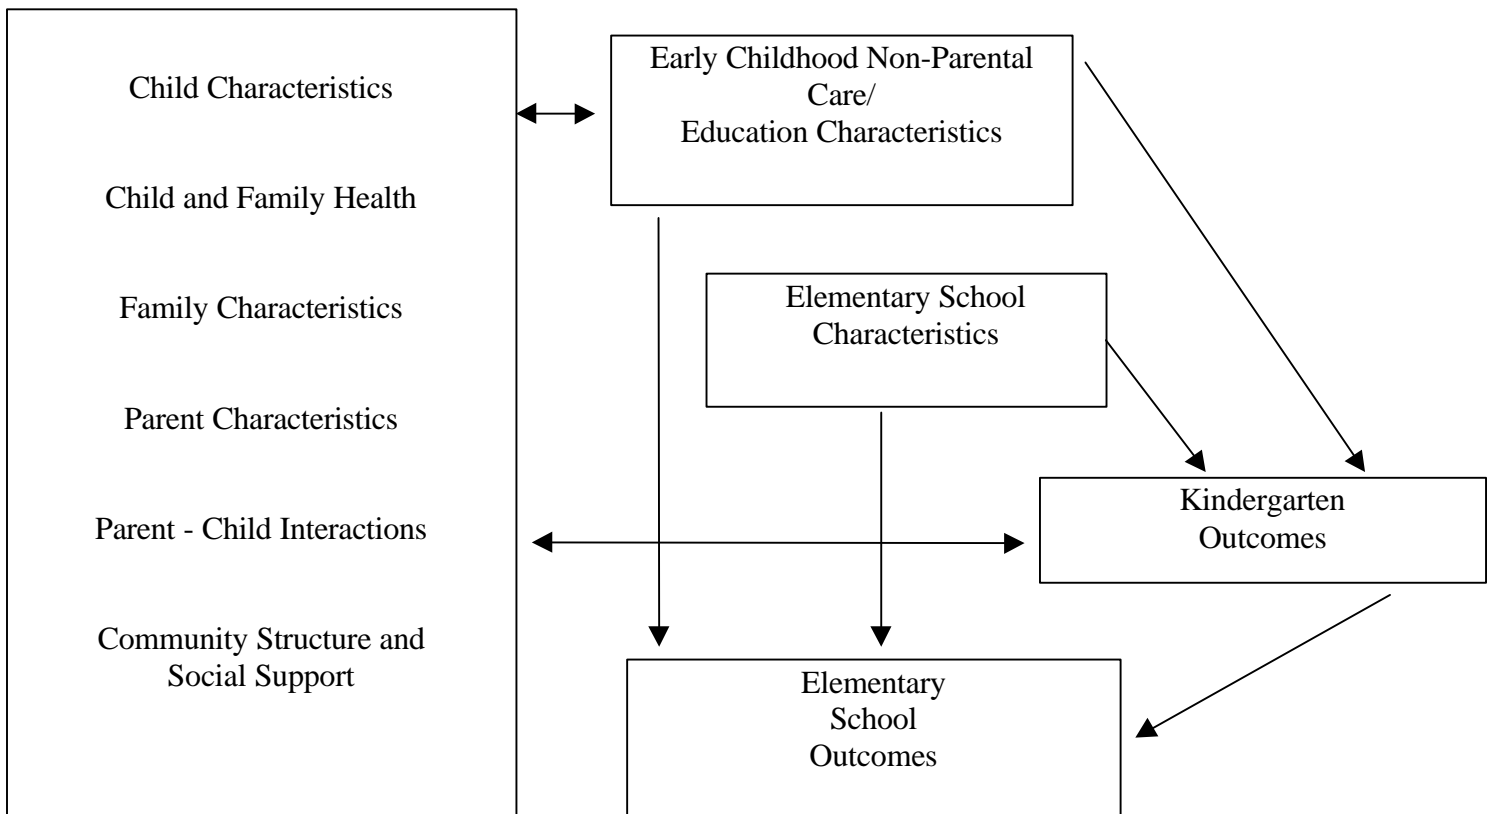 Child Characteristics
Child and Family Health
Family Characteristics
Parent Characteristics
Parent - Child Interactions
Community Structure and
Social Support
Early Childhood Non-Parental
Care/
Education Characteristics
Elementary School
Characteristics
Kindergarten
Outcomes
Elementary
School
Outcomes